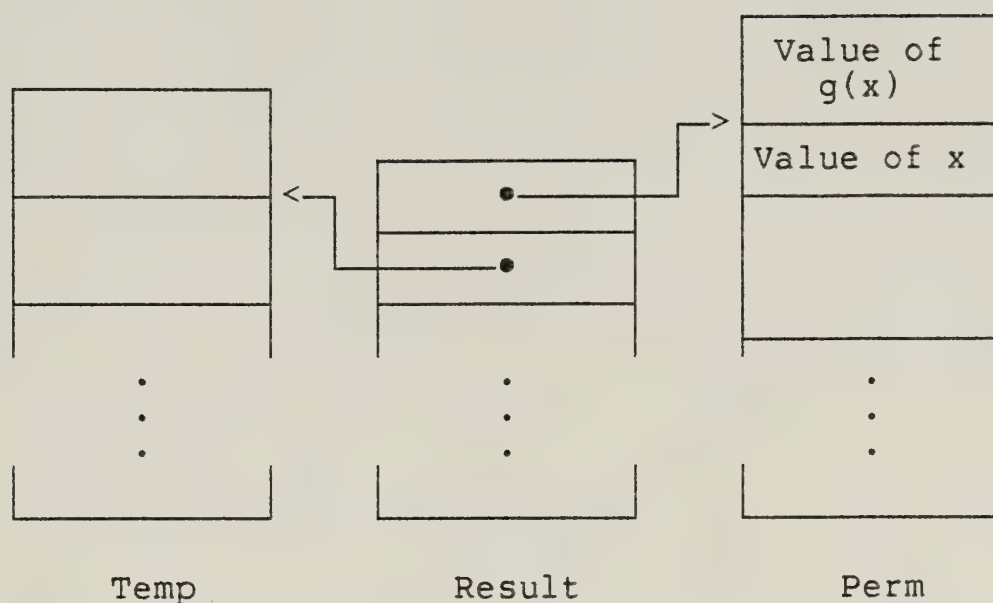 Value of
g(x)
Value of x
Temp
Result
Perm